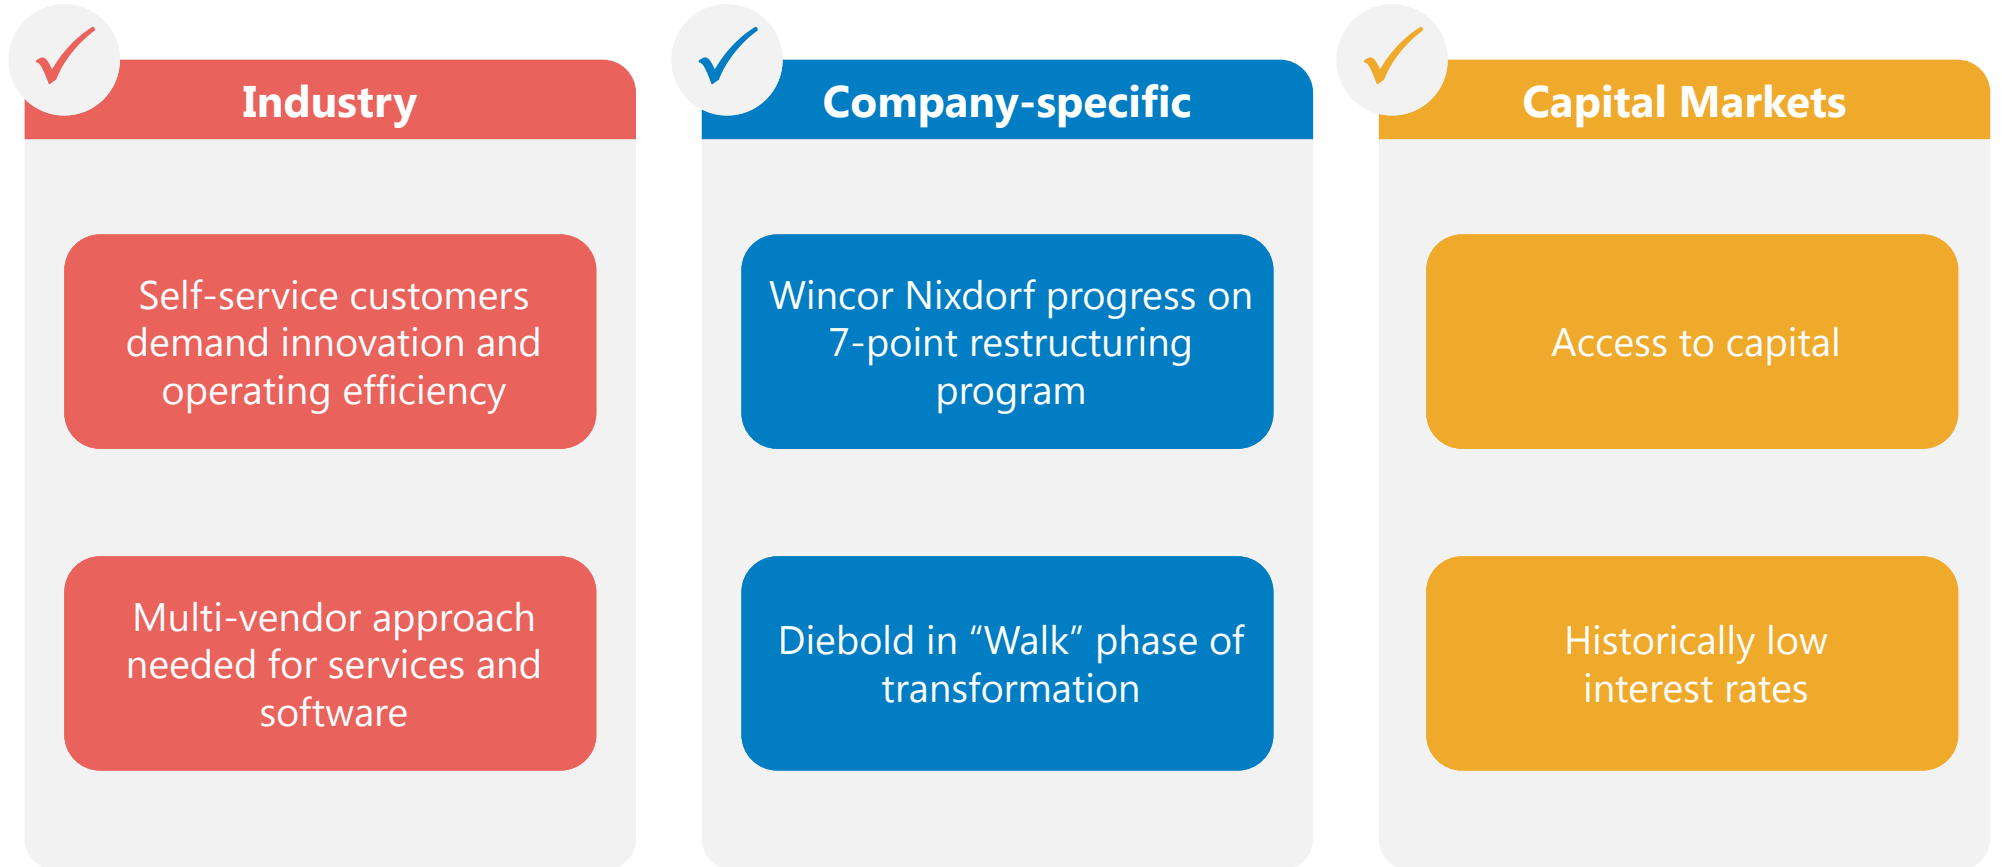 Industry
Self-service customers
demand innovation and
operating efficiency
Multi-vendor approach
needed for services and
software
Company-specific
Wincor Nixdorf progress on
7-point restructuring
program
Diebold in “Walk” phase of
transformation
Capital Markets
Access to capital
Historically low
interest rates